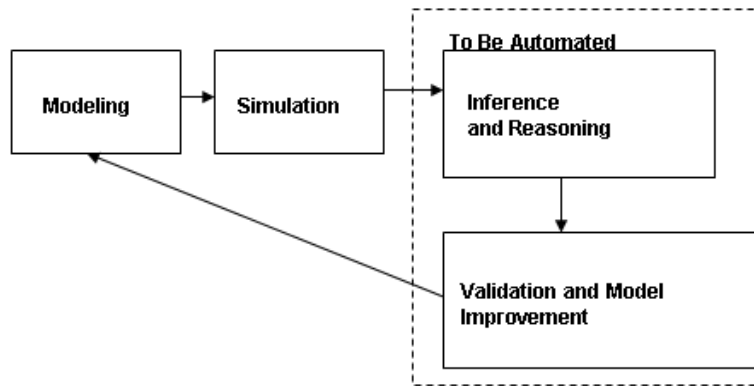 To Be Automated
Modeling
Simulation
Inference
and Reasoning
Validation and Model
Improvement